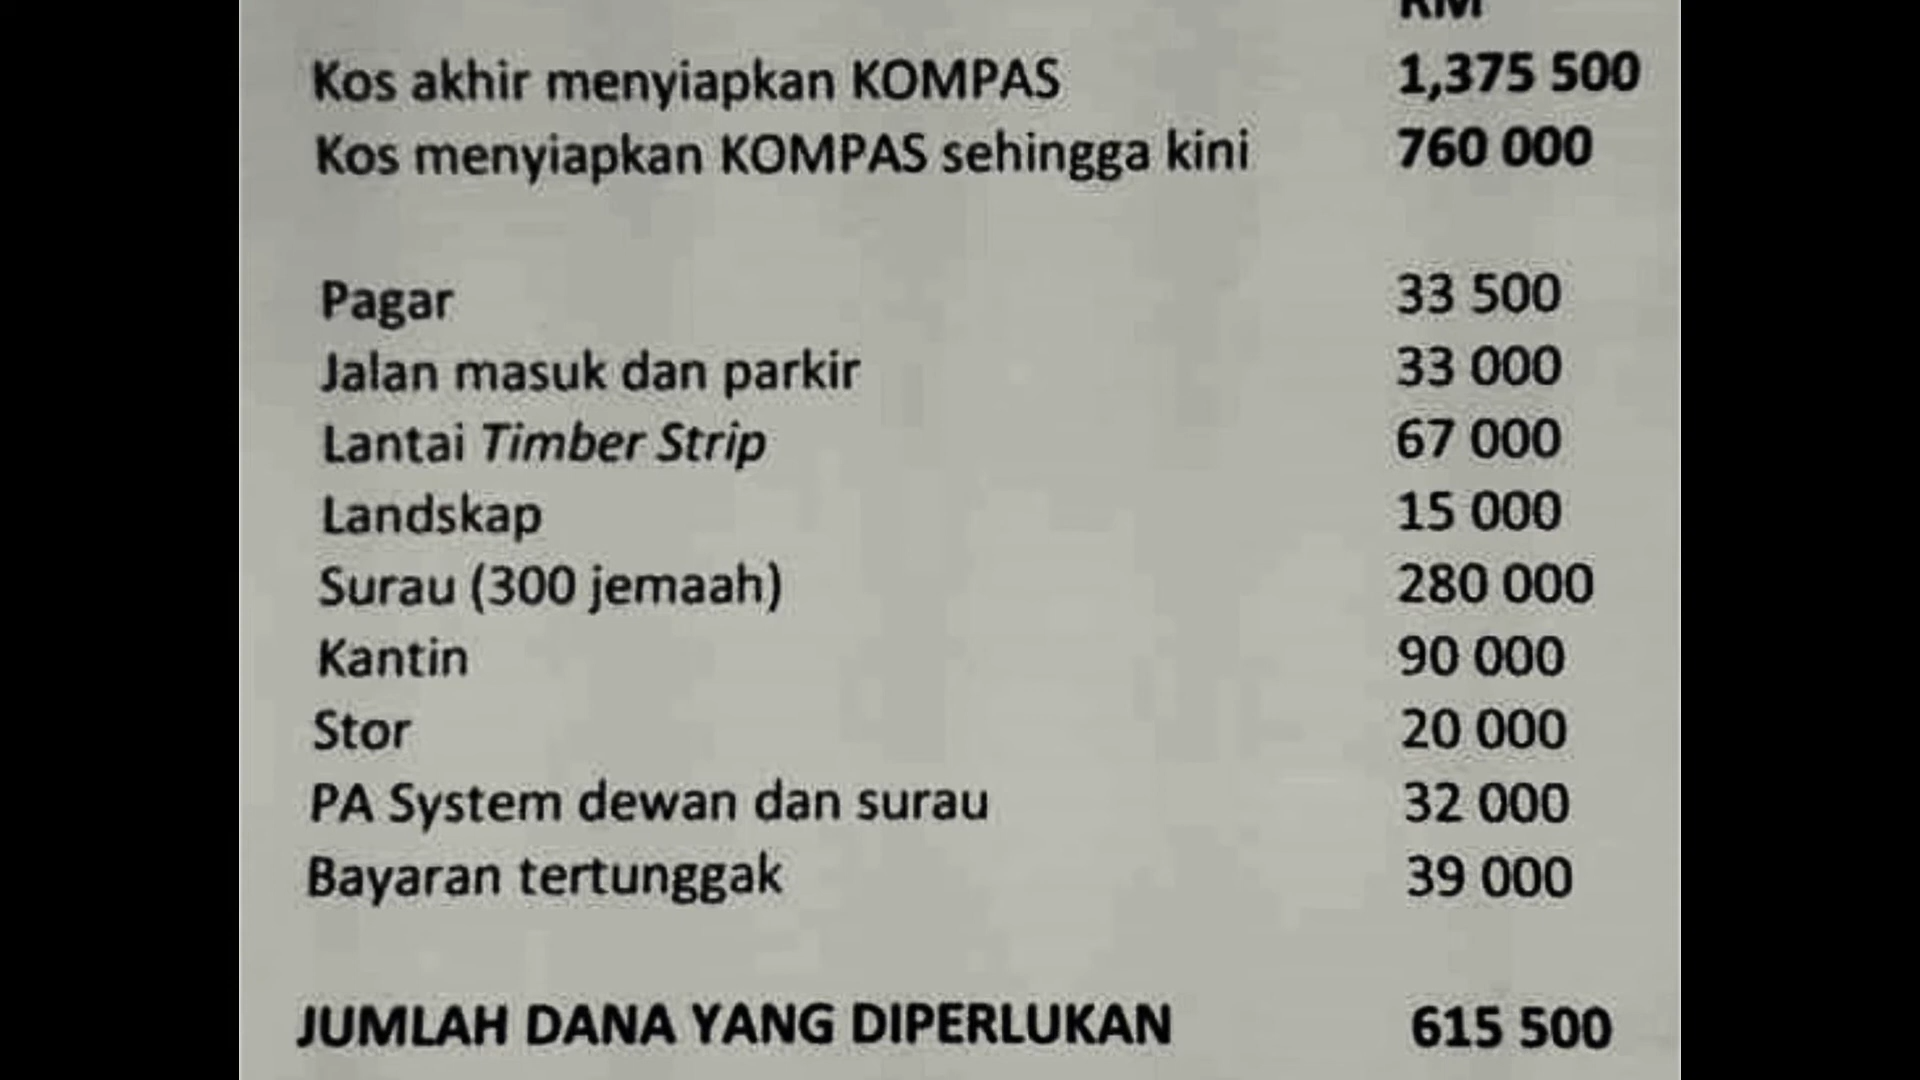 RM
Kos akhir menyiapkan KOMPAS 1,375 500
Kos menyiapkan KOMPAS sehingga kini 760 000
Pagar 33 500
Jalan masuk dan parkir 33 000
Lantai Timber Strip 67 000
Landskap 15 000
Surau (300 jemaah) 280 000
Kantin 90 000
Stor 20 000
PA System dewan dan surau 32 000
Bayaran tertunggak 39 000
JUMLAH DANA YANG DIPERLUKAN 615 500